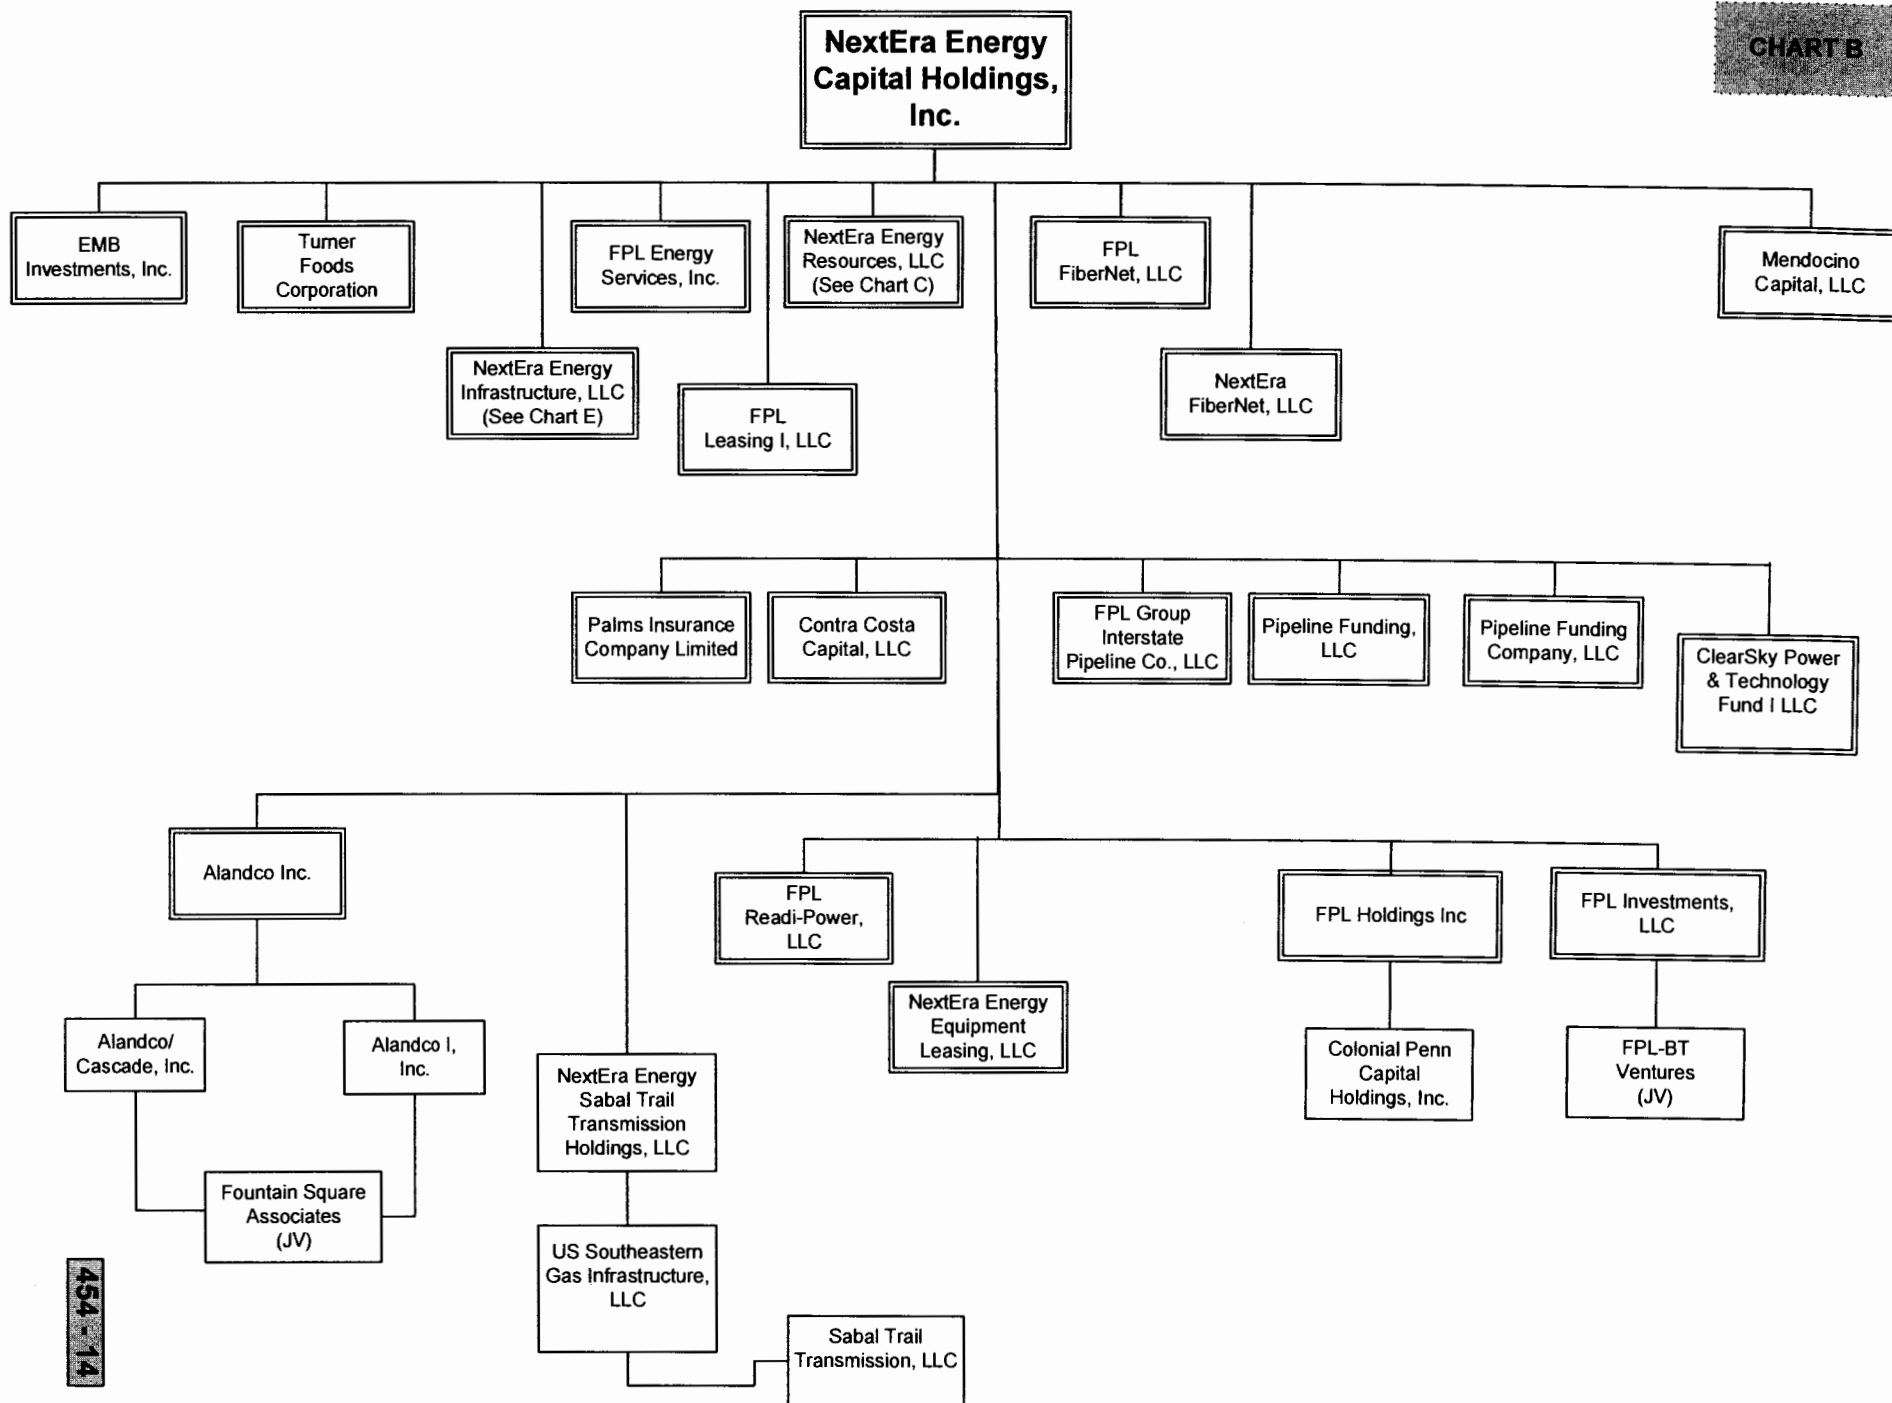 NextEra Energy
Capital Holdings,
Inc.
CHART B
EMB
Investments, Inc.
Turner
Foods
Corporation
FPL Energy
Services, Inc.
NextEra Energy
Resources, LLC
(See Chart C)
FPL
FiberNet, LLC
Mendocino
Capital, LLC
NextEra Energy
Infrastructure, LLC
(See Chart E)
FPL
Leasing I, LLC
NextEra
FiberNet, LLC
Palms Insurance
Company Limited
Contra Costa
Capital, LLC
FPL Group
Interstate
Pipeline Co., LLC
Pipeline Funding,
LLC
Pipeline Funding
Company, LLC
ClearSky Power
& Technology
Fund I LLC
Alandco Inc.
FPL
Readi-Power,
LLC
FPL Holdings Inc
FPL Investments,
LLC
NextEra Energy
Equipment
Leasing, LLC
Alandco/
Cascade, Inc.
Alandco I,
Inc.
NextEra Energy
Sabal Trail
Transmission
Holdings, LLC
Colonial Penn
Capital
Holdings, Inc.
FPL-BT
Ventures
(JV)
Fountain Square
Associates
(JV)
US Southeastern
Gas Infrastructure,
LLC
Sabal Trail
Transmission, LLC
454 - 14